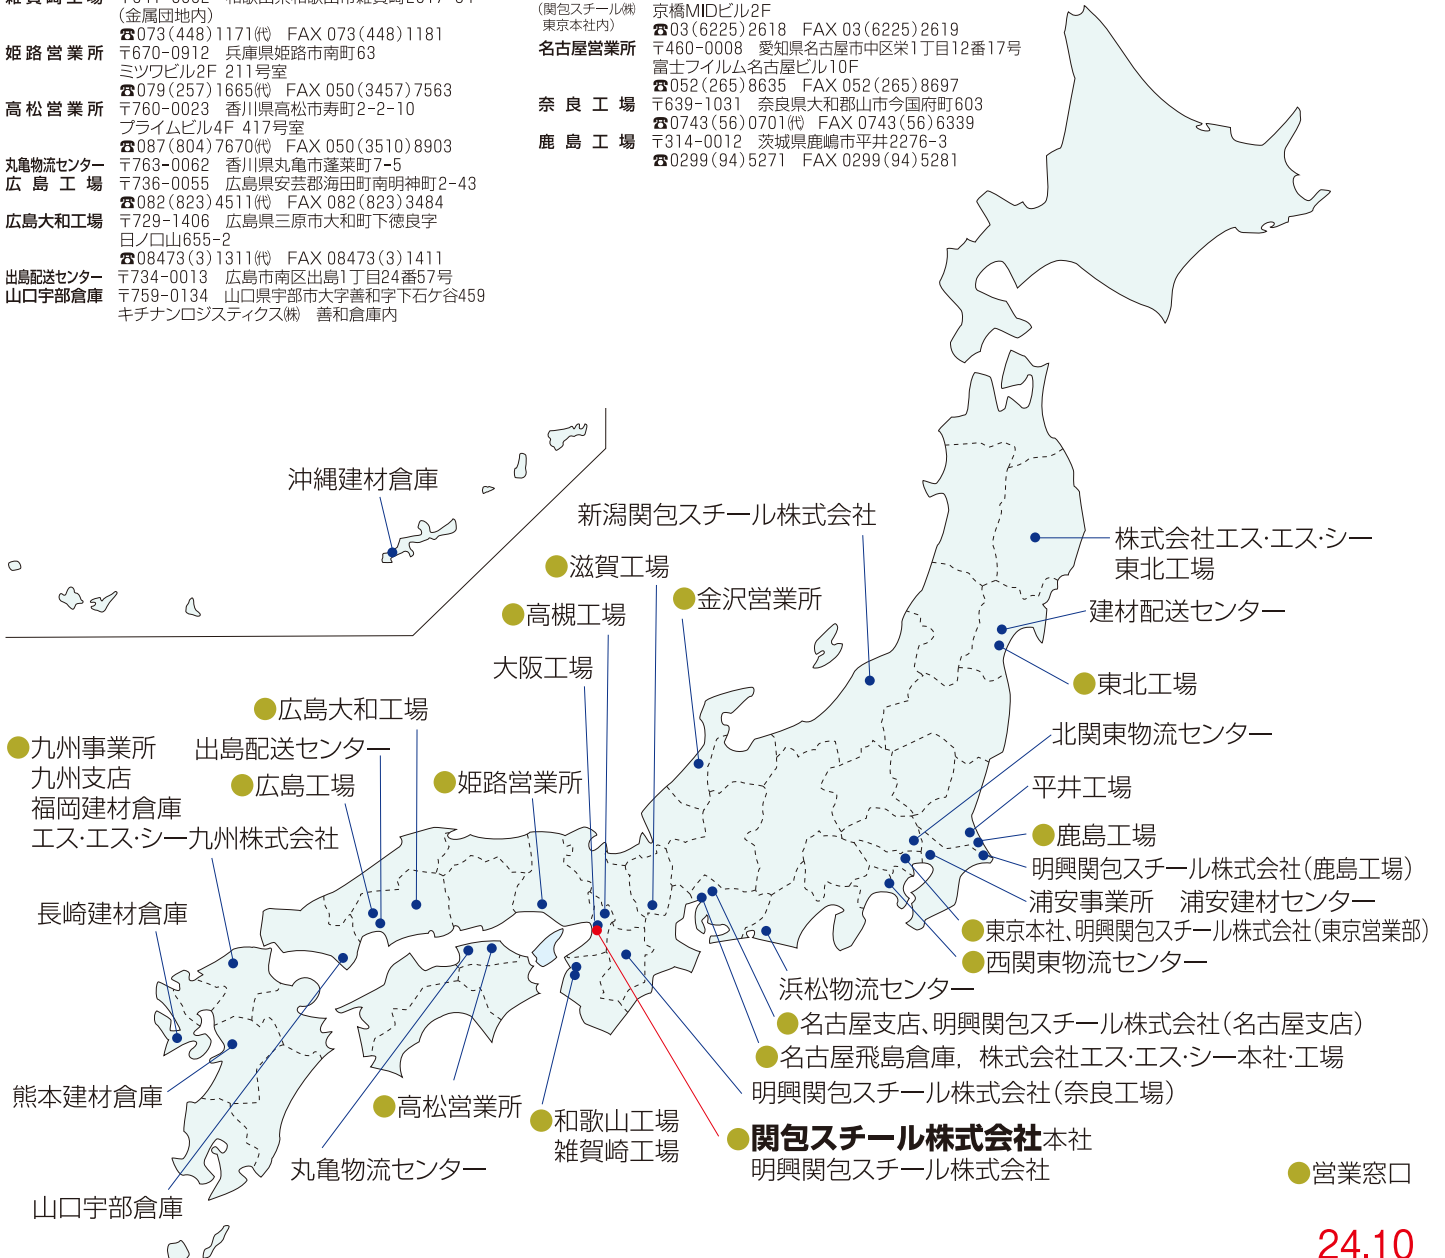 (金属団地内)
☎073(448)1171㈹ FAX 073(448)1181
姫路営業所 〒670-0912 兵庫県姫路市南町63
ミツワビル2F 211号室
☎079(257)1665㈹ FAX 050(3457)7563
高松営業所 〒760-0023 香川県高松市寿町2-2-10
プライムビル4F 417号室
☎087(804)7670㈹ FAX 050(3510)8903
丸亀物流センター 〒763-0062 香川県丸亀市蓬莱町7-5
広島工場 〒736-0055 広島県安芸郡海田町南明神町2-43
☎082(823)4511㈹ FAX 082(823)3484
広島大和工場 〒729-1406 広島県三原市大和町下徳良字
日ノ口山655-2
☎08473(3)1311㈹ FAX 08473(3)1411
出島配送センター 〒734-0013 広島市南区出島1丁目24番57号
山口宇部倉庫 〒759-0134 山口県宇部市大字善和字下石ケ谷459
キチナンロジスティクス㈱ 善和倉庫内
(関包スチール㈱ 京橋MIDビル2F
東京本社内) ☎03(6225)2618 FAX 03(6225)2619
名古屋営業所 〒460-0008 愛知県名古屋市中区栄1丁目12番17号
富士フイルム名古屋ビル10F
☎052(265)8635 FAX 052(265)8697
奈良工場 〒639-1031 奈良県大和郡山市今国府町603
☎0743(56)0701㈹ FAX 0743(56)6339
鹿島工場 〒314-0012 茨城県鹿嶋市平井2276-3
☎0299(94)5271 FAX 0299(94)5281
沖縄建材倉庫
新潟関包スチール株式会社
株式会社エス・エス・シー
東北工場
滋賀工場
金沢営業所
建材配送センター
高槻工場
大阪工場
東北工場
広島大和工場
北関東物流センター
九州事業所
九州支店
福岡建材倉庫
エス・エス・シー九州株式会社
出島配送センター
広島工場
姫路営業所
平井工場
鹿島工場
明興関包スチール株式会社(鹿島工場)
浦安事業所 浦安建材センター
長崎建材倉庫
東京本社、明興関包スチール株式会社(東京営業部)
西関東物流センター
浜松物流センター
名古屋支店、明興関包スチール株式会社(名古屋支店)
名古屋飛島倉庫, 株式会社エス・エス・シー本社・工場
明興関包スチール株式会社(奈良工場)
熊本建材倉庫
高松営業所
和歌山工場
雑賀崎工場
関包スチール株式会社本社
明興関包スチール株式会社
丸亀物流センター
営業窓口
山口宇部倉庫
24.10